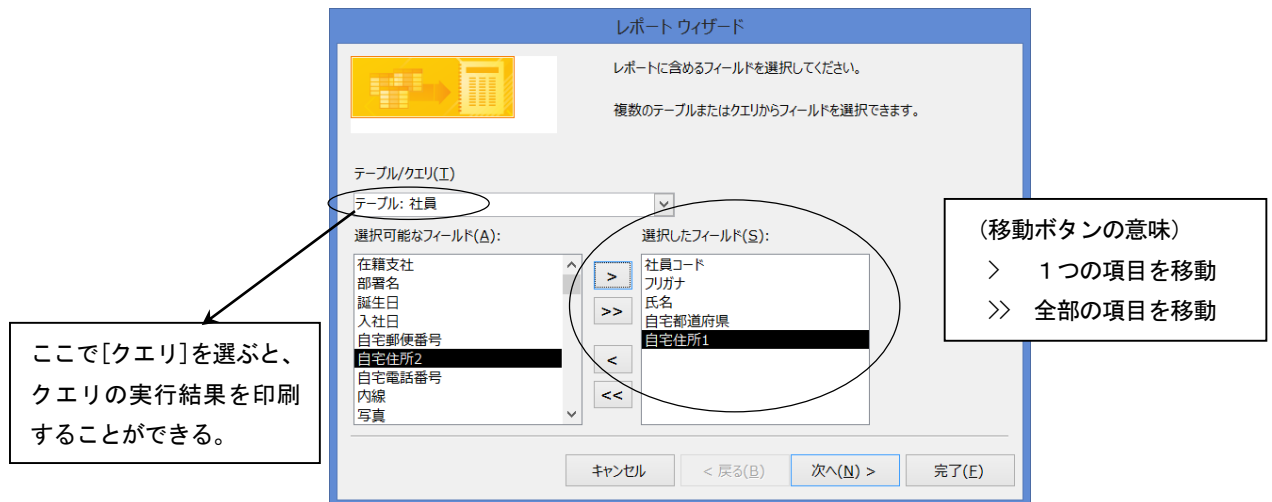 レポート ウィザード
レポートに含めるフィールドを選択してください。
複数のテーブルまたはクエリからフィールドを選択できます。
テーブル/クエリ(T)
テーブル: 社員
選択可能なフィールド(A):
選択したフィールド(S):
在籍支社
部署名
誕生日
入社日
自宅郵便番号
自宅住所2
自宅電話番号
内線
写真
>
>>
<
<<
社員コード
フリガナ
氏名
自宅都道府県
自宅住所1
キャンセル
< 戻る(B)
次へ(N) >
完了(F)
ここで[クエリ]を選ぶと、
クエリの実行結果を印刷
することができる。
(移動ボタンの意味)
＞ １つの項目を移動
≫ 全部の項目を移動